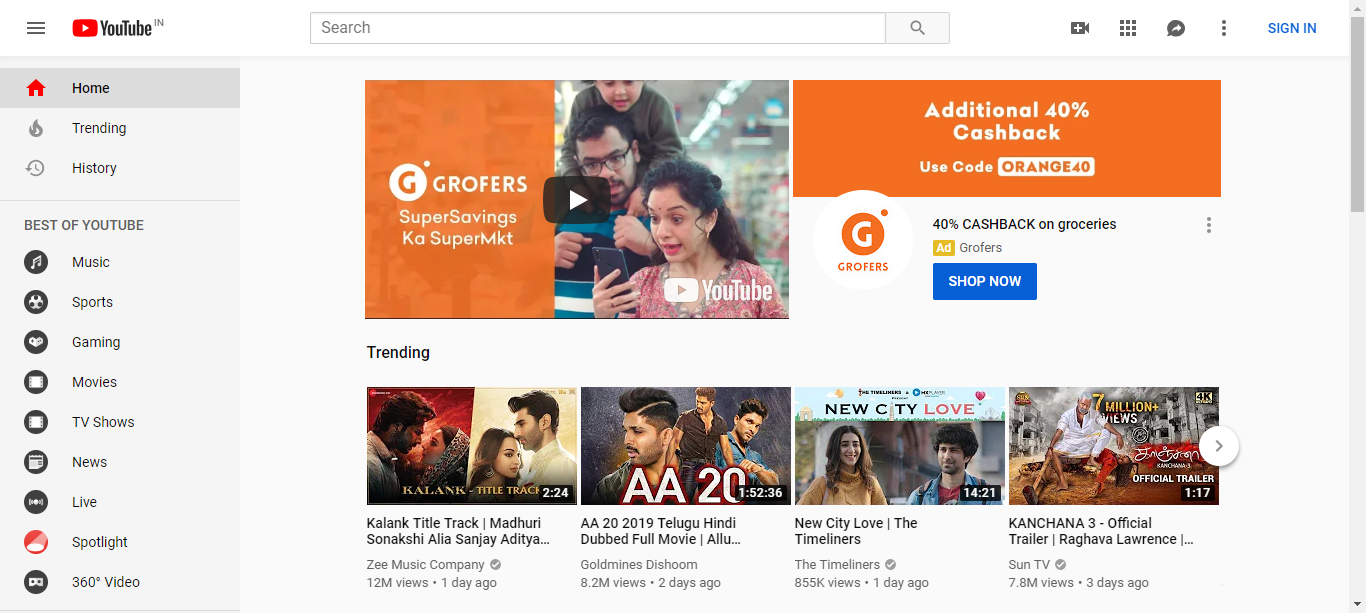 YouTube IN
Search
SIGN IN
Home
Trending
History
BEST OF YOUTUBE
Music
Sports
Gaming
Movies
TV Shows
News
Live
Spotlight
360° Video
G GROFERS
SuperSavings
Ka SuperMkt
YouTube
Additional 40%
Cashback
Use Code ORANGE40
G
GROFERS
40% CASHBACK on groceries
Ad Grofers
SHOP NOW
Trending
KALANK - TITLE TRACK
2:24
Kalank Title Track | Madhuri
Sonakshi Alia Sanjay Aditya...
Zee Music Company
12M views • 1 day ago
AA 20
1:52:36
AA 20 2019 Telugu Hindi
Dubbed Full Movie | Allu...
Goldmines Dishoom
8.2M views • 2 days ago
THE TIMELINERS & MXPLAYER
NEW CITY LOVE
14:21
New City Love | The
Timeliners
The Timeliners
855K views • 1 day ago
SUN
7 MILLION+
VIEWS
4K
காஞ்சனா
KANCHANA-3
OFFICIAL TRAILER
1:17
KANCHANA 3 - Official
Trailer | Raghava Lawrence |...
Sun TV
7.8M views • 3 days ago